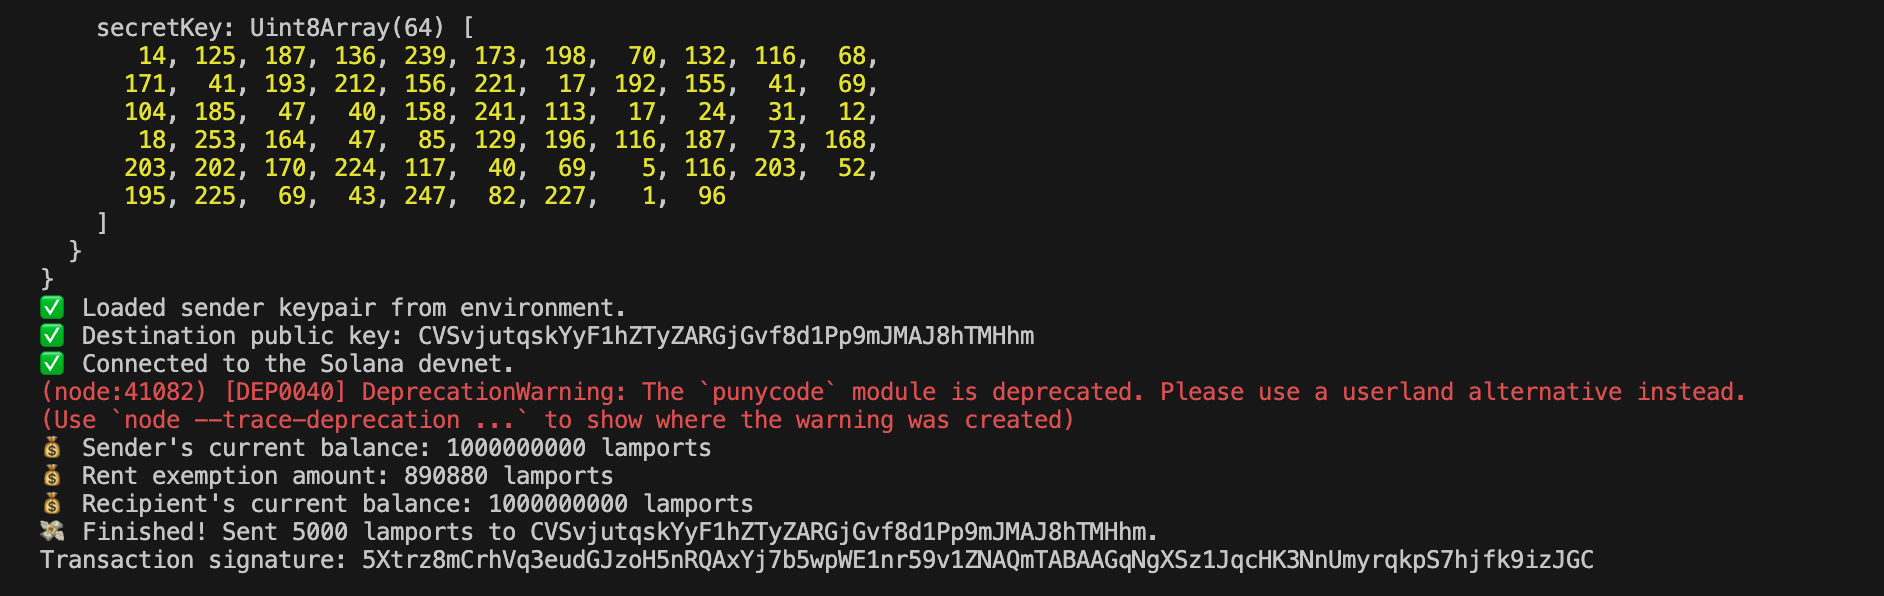 secretKey: Uint8Array(64) [
14, 125, 187, 136, 239, 173, 198, 70, 132, 116, 68,
171, 41, 193, 212, 156, 221, 17, 192, 155, 41, 69,
104, 185, 47, 40, 158, 241, 113, 17, 24, 31, 12,
18, 253, 164, 47, 85, 129, 196, 116, 187, 73, 168,
203, 202, 170, 224, 117, 40, 69, 5, 116, 203, 52,
195, 225, 69, 43, 247, 82, 227, 1, 96
]
}
}
✅ Loaded sender keypair from environment.
✅ Destination public key: CVSvjutqskYyF1hZTyZARGjGvf8d1Pp9mJMAJ8hTMHhm
✅ Connected to the Solana devnet.
(node:41082) [DEP0040] DeprecationWarning: The `punycode` module is deprecated. Please use a userland alternative instead.
(Use `node --trace-deprecation ...` to show where the warning was created)
💰 Sender's current balance: 1000000000 lamports
💰 Rent exemption amount: 890880 lamports
💰 Recipient's current balance: 1000000000 lamports
💸 Finished! Sent 5000 lamports to CVSvjutqskYyF1hZTyZARGjGvf8d1Pp9mJMAJ8hTMHhm.
Transaction signature: 5Xtrz8mCrhVq3eudGJzoH5nRQAxYj7b5wpWE1nr59v1ZNAQmTABAAGqNgXSz1JqcHK3NnUmyrqkpS7hjfk9izJGC